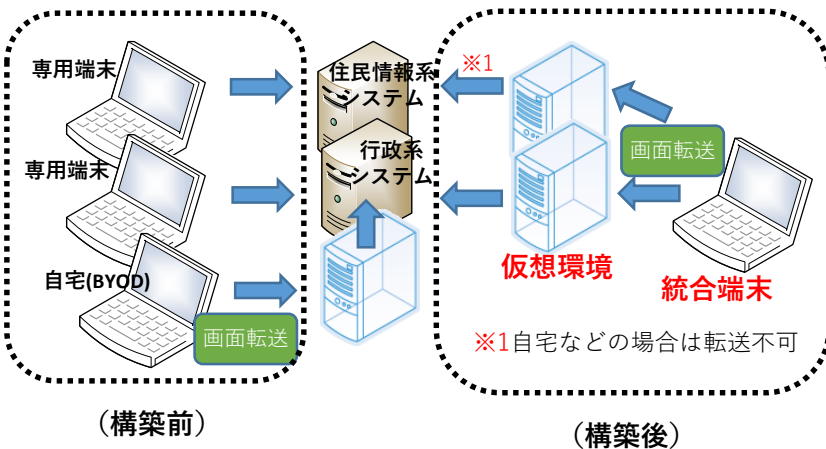 専用端末
専用端末
自宅(BYOD)
画面転送
（構築前）
住民情報系
システム
行政系
システム
※1
画面転送
仮想環境
統合端末
※1自宅などの場合は転送不可
（構築後）